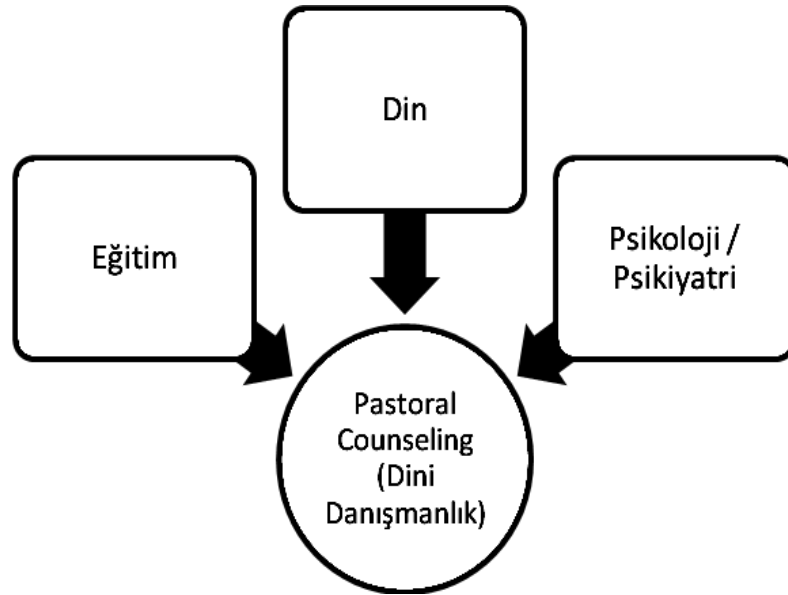 Din
Eğitim
Psikoloji /
Psikiyatri
Pastoral
Counseling
(Dini
Danışmanlık)